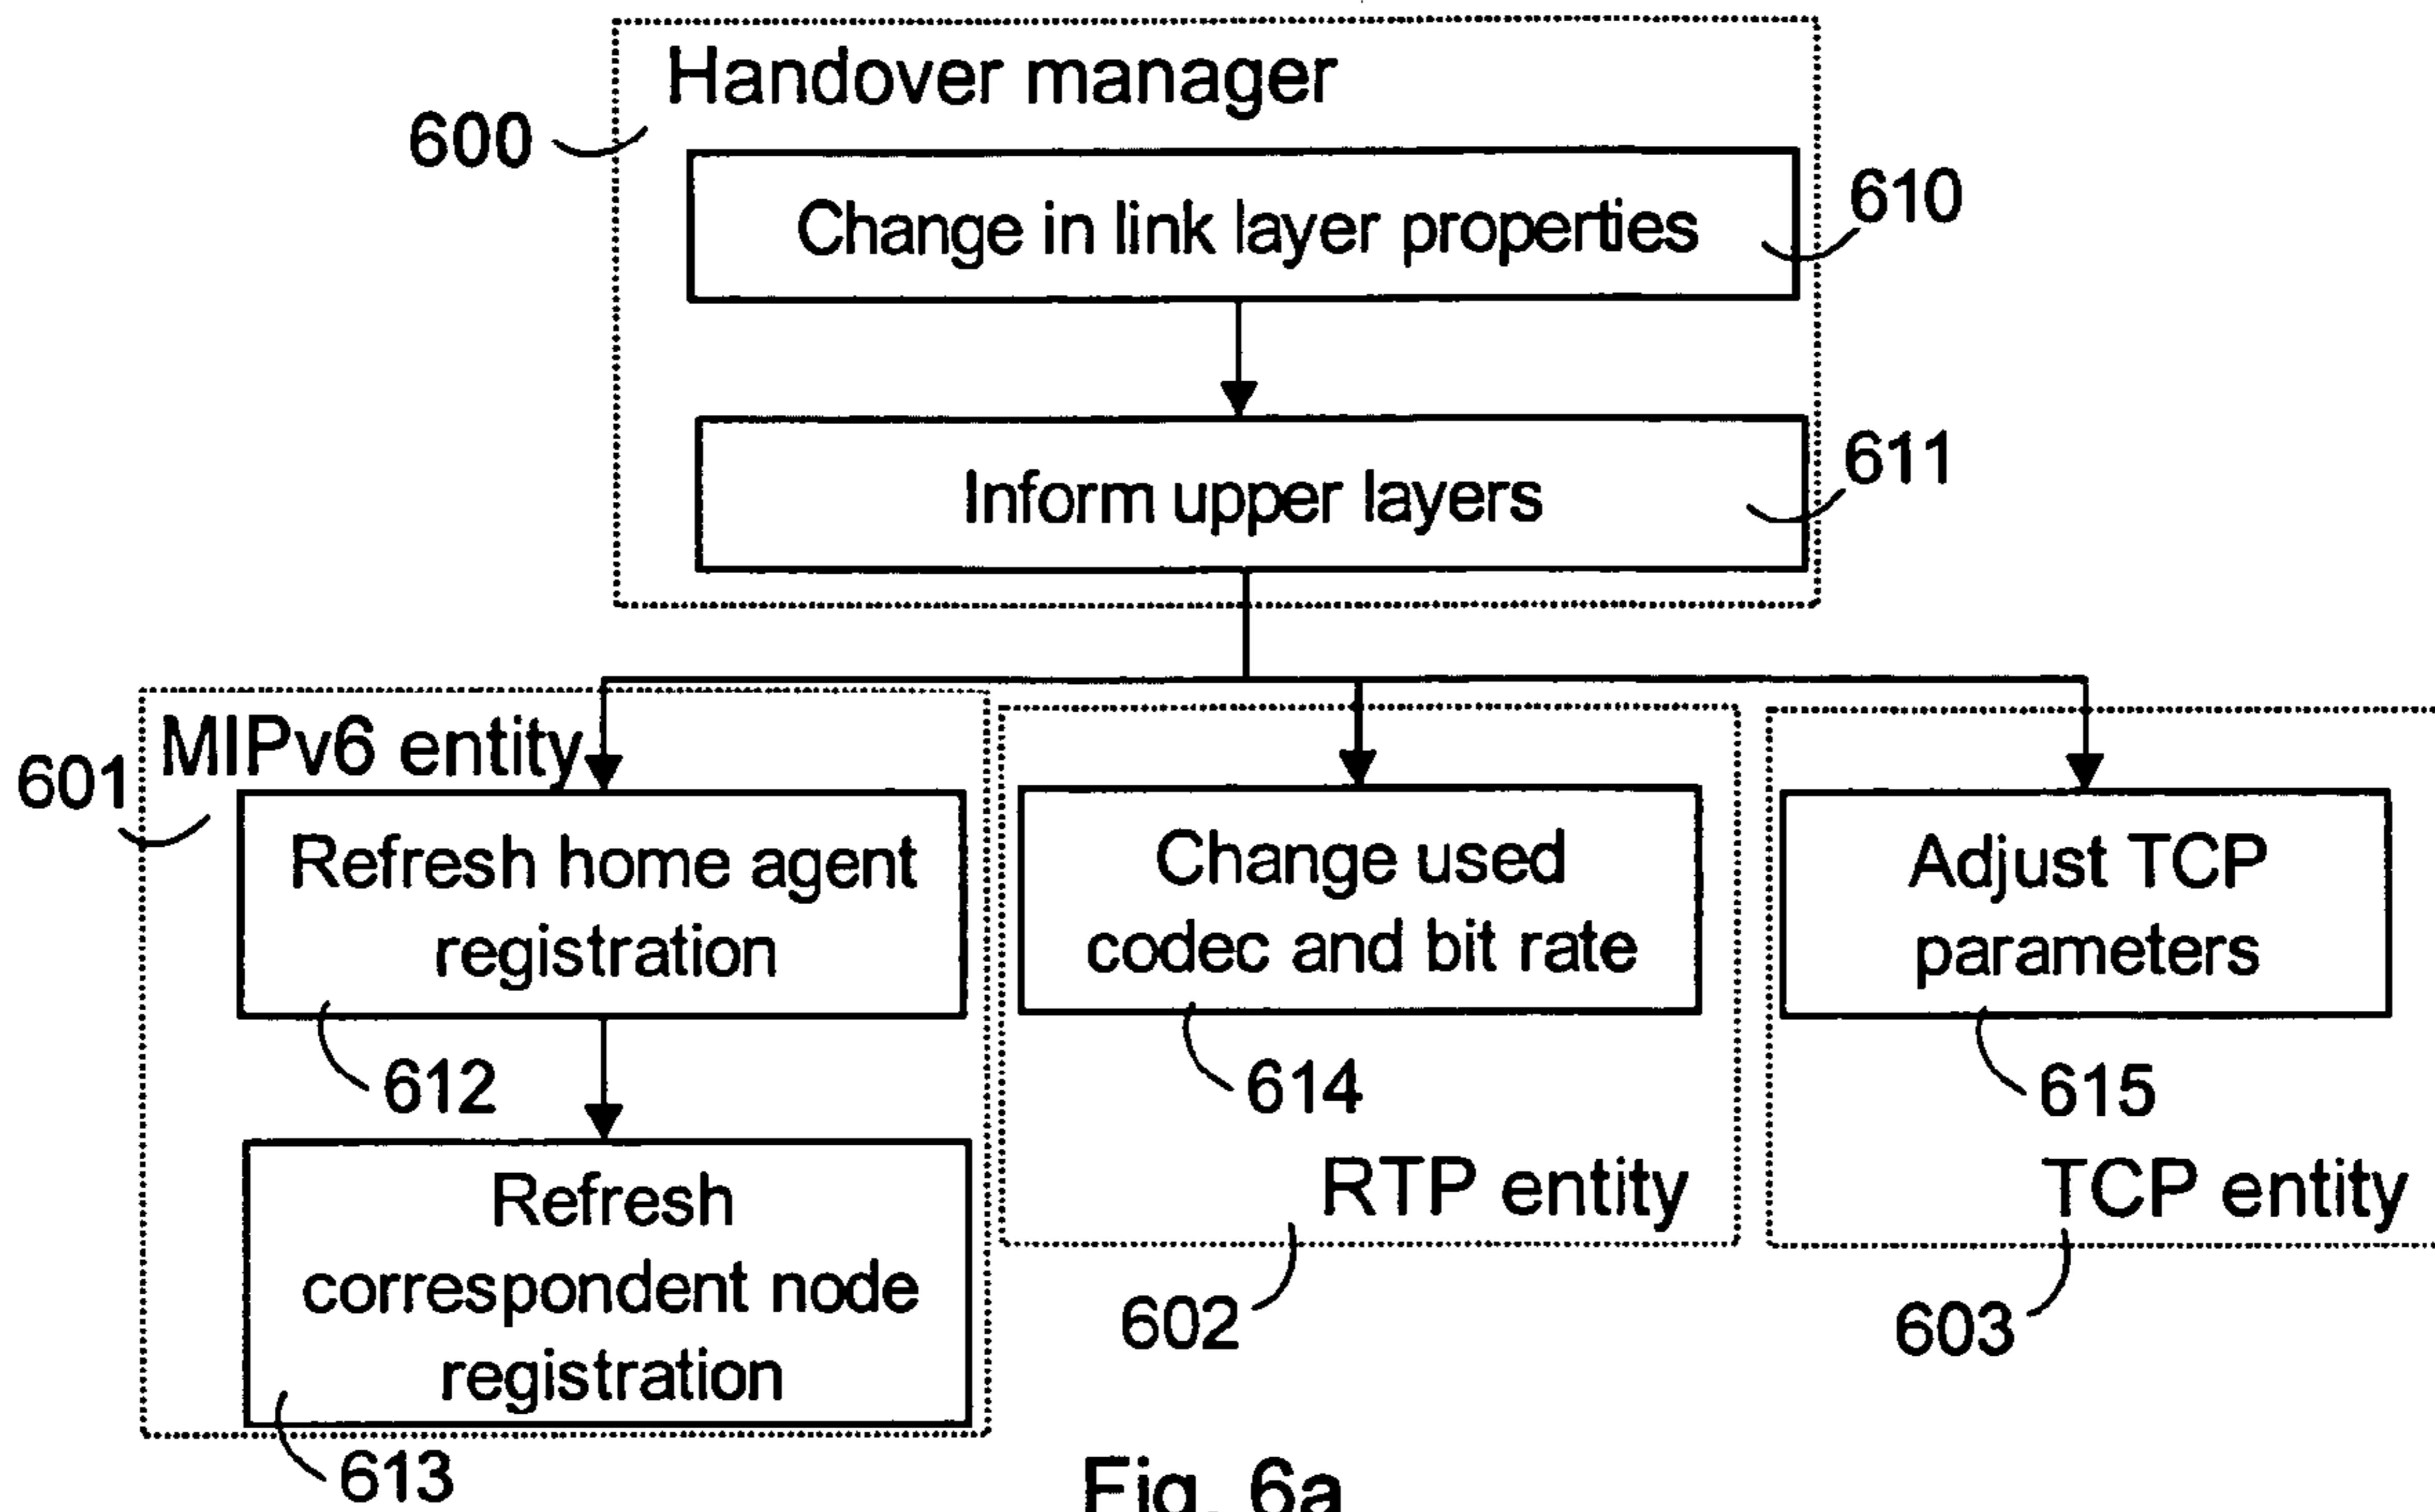 Handover manager
600
Change in link layer properties
610
Inform upper layers
611
MIPv6 entity
601
Refresh home agent
registration
612
Refresh
correspondent node
registration
613
Change used
codec and bit rate
614
RTP entity
602
Adjust TCP
parameters
615
TCP entity
603
Fig. 6a